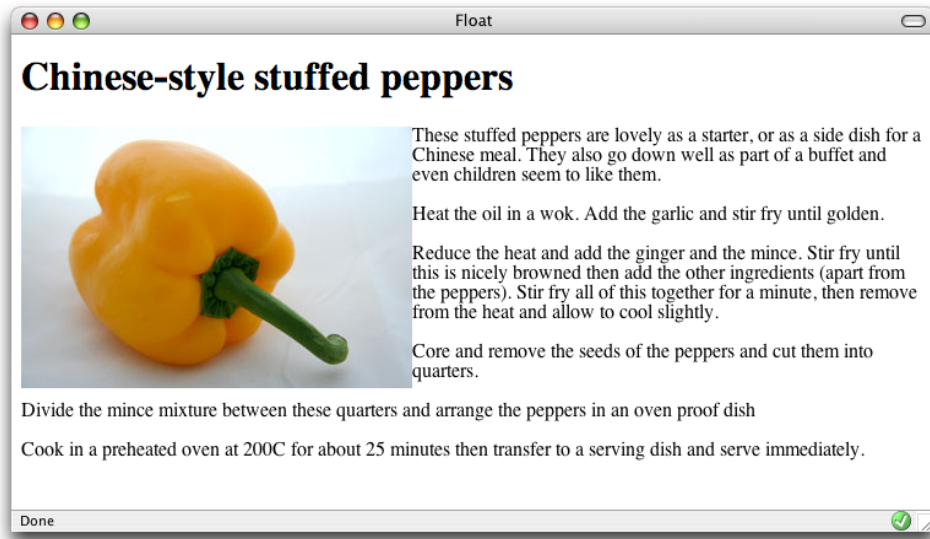 Float
Chinese-style stuffed peppers
These stuffed peppers are lovely as a starter, or as a side dish for a
Chinese meal. They also go down well as part of a buffet and
even children seem to like them.
Heat the oil in a wok. Add the garlic and stir fry until golden.
Reduce the heat and add the ginger and the mince. Stir fry until
this is nicely browned then add the other ingredients (apart from
the peppers). Stir fry all of this together for a minute, then remove
from the heat and allow to cool slightly.
Core and remove the seeds of the peppers and cut them into
quarters.
Divide the mince mixture between these quarters and arrange the peppers in an oven proof dish
Cook in a preheated oven at 200C for about 25 minutes then transfer to a serving dish and serve immediately.
Done